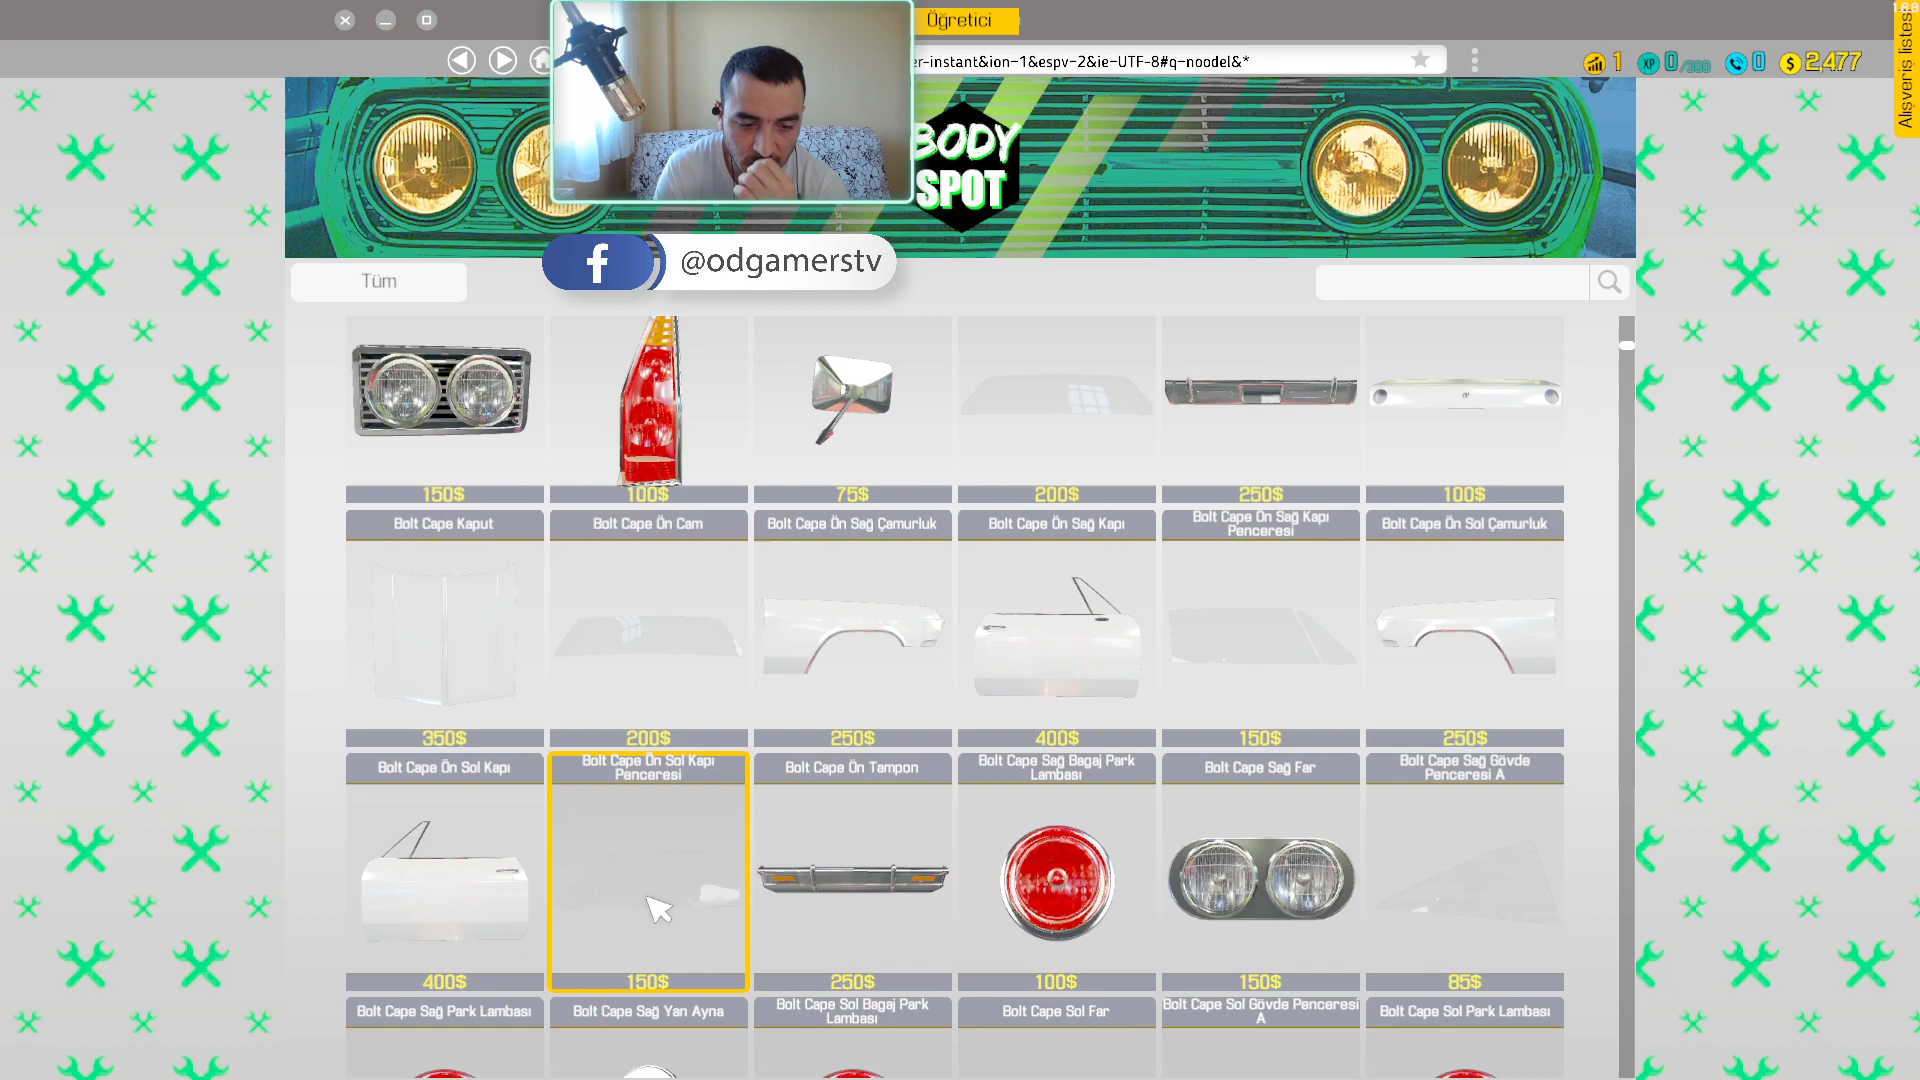 Öğretici
er-instant&ion-1&espv-2&ie-UTF-8#q-noodel&*
1
XP 0/300
0
$ 2,477
Alışveriş listesi
BODY
SPOT
f @odgamerstv
Tüm
150$ 100$ 75$ 200$ 250$ 100$
Bolt Cape Kaput
Bolt Cape Ön Cam
Bolt Cape Ön Sağ Çamurluk
Bolt Cape Ön Sağ Kapı
Bolt Cape Ön Sağ Kapı
Penceresi
Bolt Cape Ön Sol Çamurluk
350$ 200$ 250$ 400$ 150$ 250$
Bolt Cape Ön Sol Kapı
Bolt Cape Ön Sol Kapı
Penceresi
Bolt Cape Ön Tampon
Bolt Cape Sağ Bagaj Park
Lambası
Bolt Cape Sağ Far
Bolt Cape Sağ Gövde
Penceresi A
400$ 150$ 250$ 100$ 150$ 85$
Bolt Cape Sağ Park Lambası
Bolt Cape Sağ Yan Ayna
Bolt Cape Sol Bagaj Park
Lambası
Bolt Cape Sol Far
Bolt Cape Sol Gövde Penceresi
A
Bolt Cape Sol Park Lambası